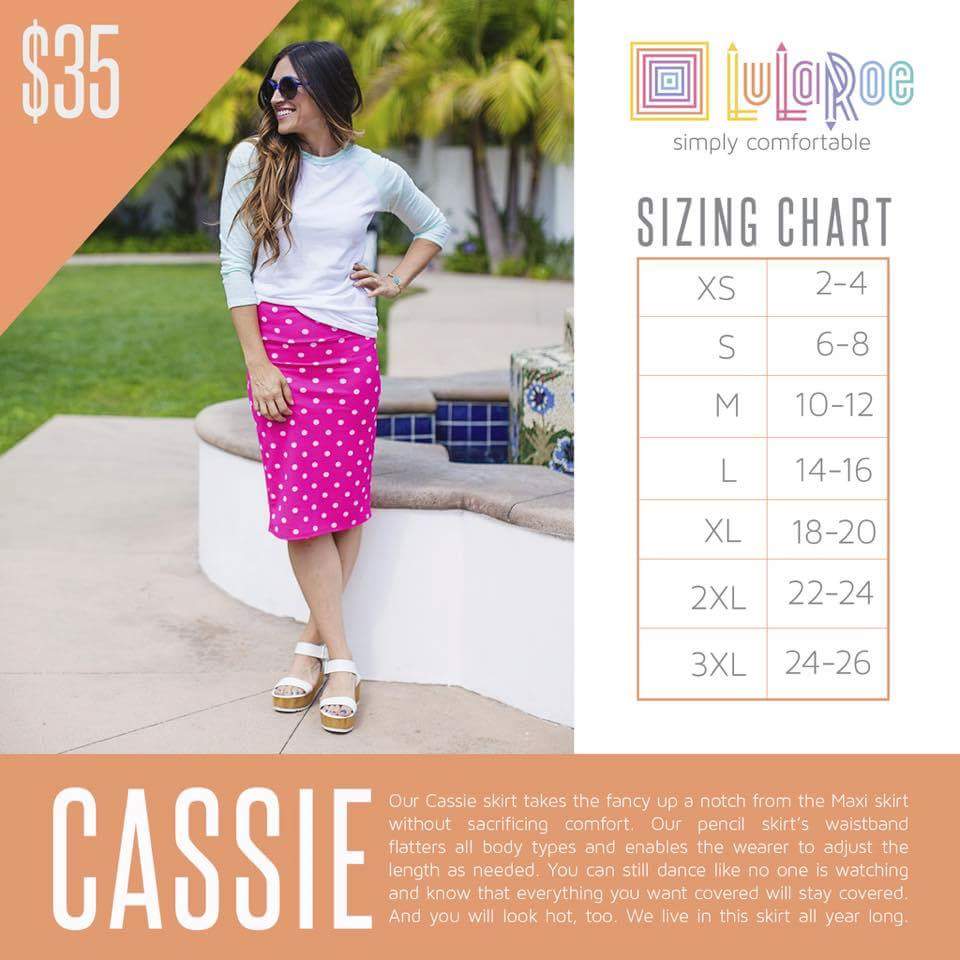 $35
LuLaRoe
simply comfortable
SIZING CHART
XS 2-4
S 6-8
M 10-12
L 14-16
XL 18-20
2XL 22-24
3XL 24-26
CASSIE
Our Cassie skirt takes the fancy up a notch from the Maxi skirt
without sacrificing comfort. Our pencil skirt's waistband
flatters all body types and enables the wearer to adjust the
length as needed. You can still dance like no one is watching
and know that everything you want covered will stay covered.
And you will look hot, too. We live in this skirt all year long.